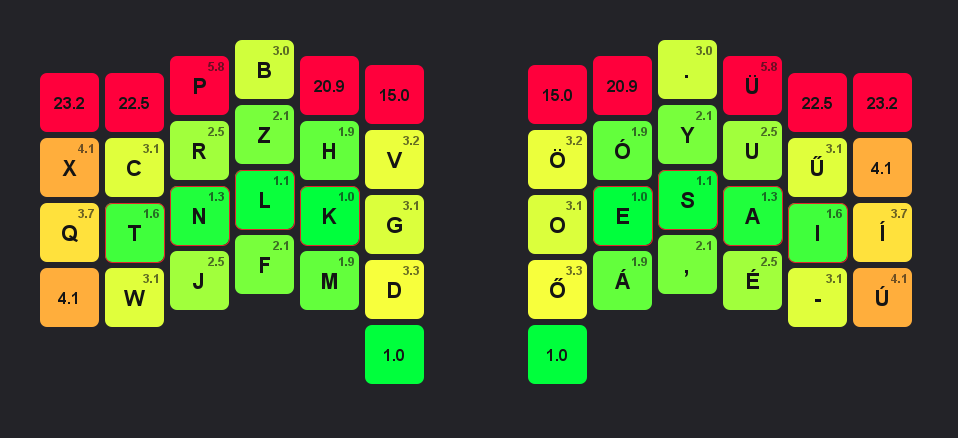 23.2 22.5 5.8 P 3.0 B 20.9 15.0 15.0 20.9 3.0 . 5.8 Ü 22.5 23.2
4.1 X 3.1 C 2.5 R 2.1 Z 1.9 H 3.2 V 3.2 Ö 1.9 Ó 2.1 Y 2.5 U 3.1 Ű 4.1
3.7 Q 1.6 T 1.3 N 1.1 L 1.0 K 3.1 G 3.1 O 1.0 E 1.1 S 1.3 A 1.6 I 3.7 Í
4.1 3.1 W 2.5 J 2.1 F 1.9 M 3.3 D 3.3 Ő 1.9 Á 2.1 , 2.5 É 3.1 - 4.1 Ú
1.0 1.0